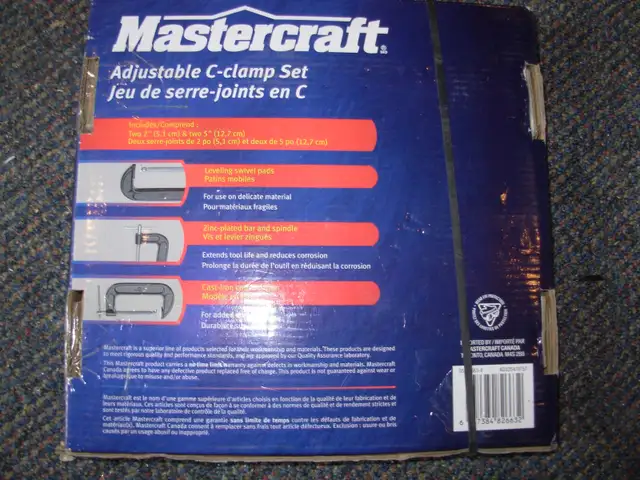 Mastercraft
Adjustable C-clamp Set
Jeu de serre-joints en C
Includes/Comprend :
Two 2" (5,1 cm) & two 5" (12,7 cm)
Deux serre-joints de 2 po (5,1 cm) et deux de 5 po (12,7 cm)
Leveling swivel pads
Patins mobiles
For use on delicate material
Pour matériaux fragiles
Zinc-plated bar and spindle
Vis et levier zingués
Extends tool life and reduces corrosion
Prolonge la durée de l'outil en réduisant la corrosion
Cast-iron
For added
IMPORTED BY / IMPORTÉ PAR
MASTERCRAFT CANADA
TORONTO, CANADA M4S 2B8
Mastercraft is a superior line of products selected for their workmanship and materials. These products are designed
to meet rigorous quality and performance standards, and are approved by our Quality Assurance laboratory.
This Mastercraft product carries a no time limit warranty against defects in workmanship and materials. Mastercraft
Canada agrees to have any defective product replaced free of charge. This product is not guaranteed against wear or
breakage due to misuse and/or abuse.
Mastercraft est le nom d'une gamme supérieure d'articles choisis en fonction de la qualité de leur fabrication et
de leurs matériaux. Ces articles sont conçus de façon à se conformer à des normes de qualité et de rendement strictes et
sont testés par notre laboratoire de contrôle de la qualité.
Cet article Mastercraft comprend une garantie sans limite de temps contre les défauts de fabrication et de
matériau(x). Mastercraft Canada consent à remplacer sans frais tout article défectueux. Exclusion : usure ou bris
causés par un usage abusif ou inapproprié.